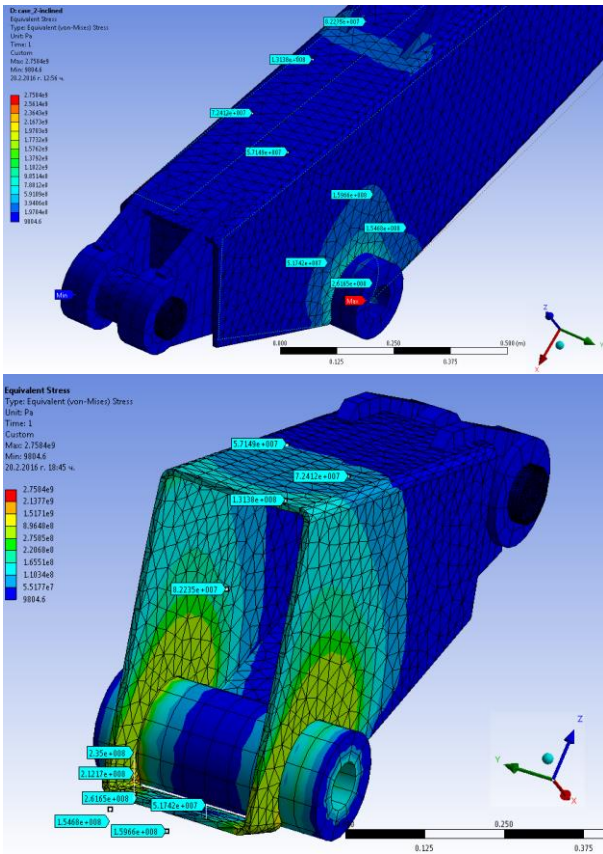 D: case_2-inclined
Equivalent Stress
Type: Equivalent (von-Mises) Stress
Unit: Pa
Time: 1
Custom
Max: 2.7584e9
Min: 9804.6
20.2.2016 г. 12:56 ч.
2.7584e9
2.5614e9
2.3643e9
2.1673e9
1.9703e9
1.7732e9
1.5762e9
1.3792e9
1.1822e9
9.8514e8
7.8812e8
5.9109e8
3.9406e8
1.9704e8
9804.6
8.2235e+007
1.3138e+008
7.2412e+007
5.7149e+007
1.5966e+008
1.5468e+008
5.1742e+007
2.6165e+008
Max
Min
0.000
0.125
0.250
0.375
0.500 (m)
Z
Y
X
Equivalent Stress
Type: Equivalent (von-Mises) Stress
Unit: Pa
Time: 1
Custom
Max: 2.7584e9
Min: 9804.6
20.2.2016 г. 18:45 ч.
2.7584e9
2.1377e9
1.5171e9
8.9648e8
2.7585e8
2.2068e8
1.6551e8
1.1034e8
5.5177e7
9804.6
5.7149e+007
7.2412e+007
1.3138e+008
8.2235e+007
2.35e+008
2.1217e+008
2.6165e+008
5.1742e+007
1.5468e+008
1.5966e+008
Z
Y
X
0.000
0.125
0.250
0.375